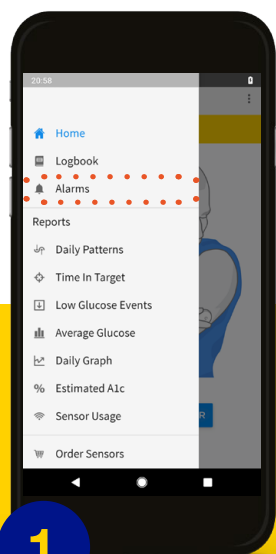 20:58
Home
Logbook
Alarms
Reports
Daily Patterns
Time In Target
Low Glucose Events
Average Glucose
Daily Graph
% Estimated A1c
Sensor Usage
Order Sensors
R
1